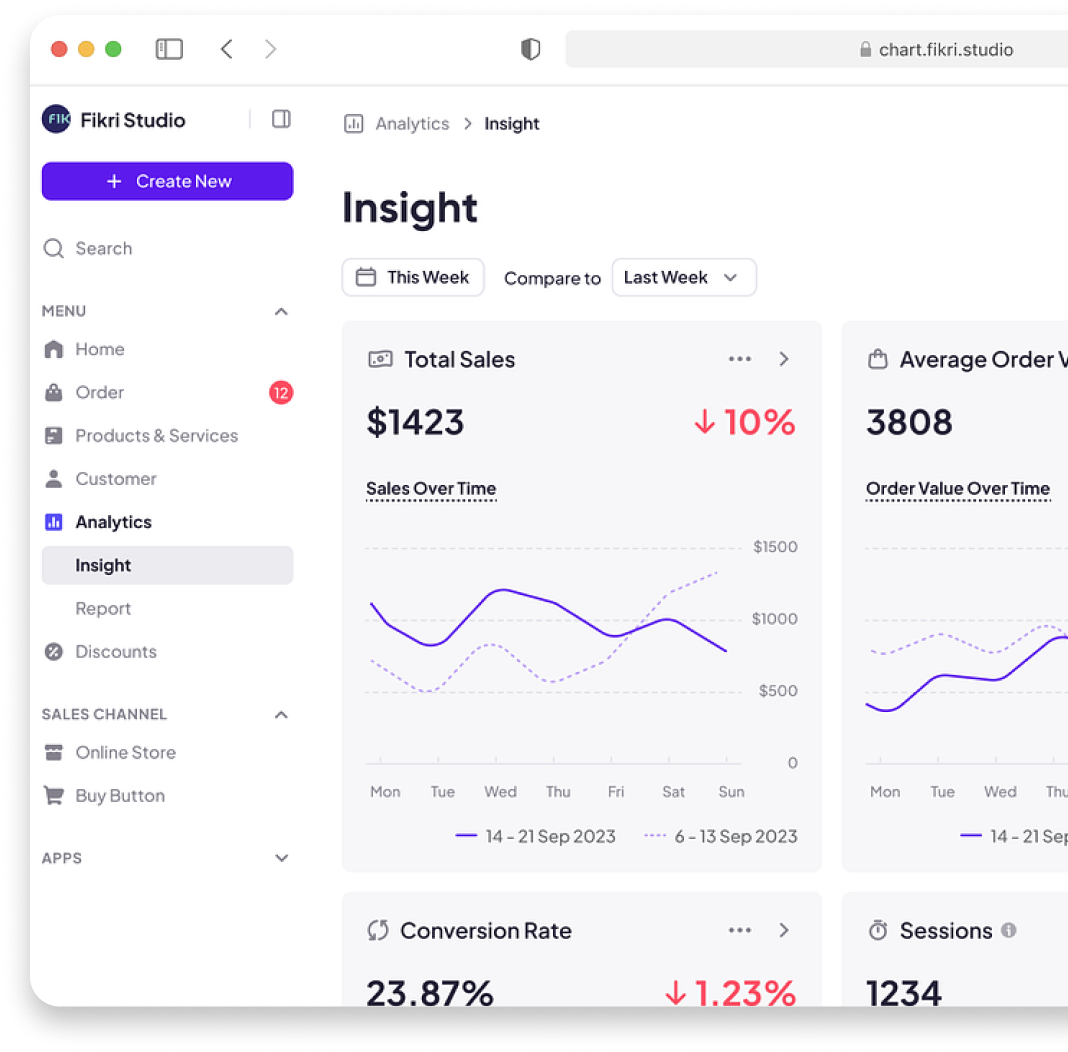 chart.fikri.studio
FIK Fikri Studio
Create New
Search
MENU
Home
Order 12
Products & Services
Customer
Analytics
Insight
Report
Discounts
SALES CHANNEL
Online Store
Buy Button
APPS
Analytics > Insight
Insight
This Week Compare to Last Week
Total Sales
$1423 ↓10%
Sales Over Time
$1500
$1000
$500
0
Mon Tue Wed Thu Fri Sat Sun
14 - 21 Sep 2023 6 - 13 Sep 2023
Average Order
3808
Order Value Over Time
Mon Tue Wed Thu
14 - 21 Sep
Conversion Rate
23.87% ↓1.23%
Sessions
1234